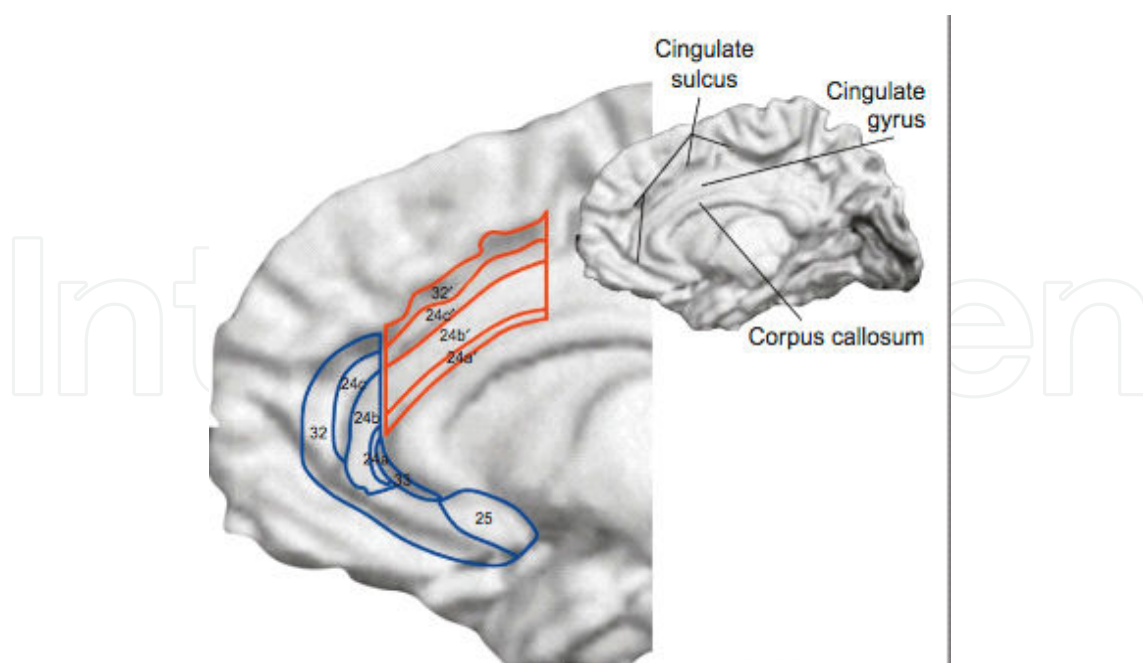 Cingulate
sulcus
Cingulate
gyrus
Corpus callosum
32′
24c′
24b′
24a′
24c
24b
32
24a
33
25